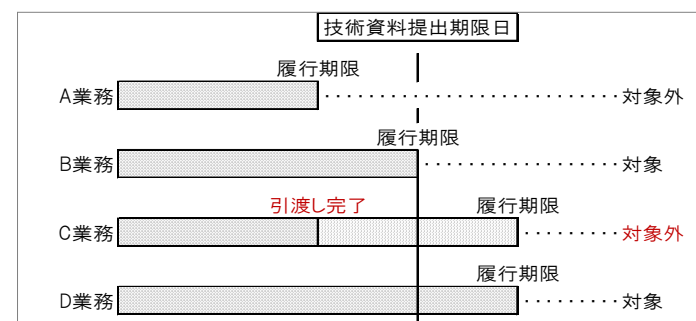 技術資料提出期限日
履行期限
A業務 ・・・・・・・・・・・・・・・・・・・・・・・・・・・対象外
履行期限
B業務 ・・・・・・・・・・・・・・・・・・対象
引渡し完了 履行期限
C業務 ・・・・・・・・・対象外
履行期限
D業務 ・・・・・・・・・対象